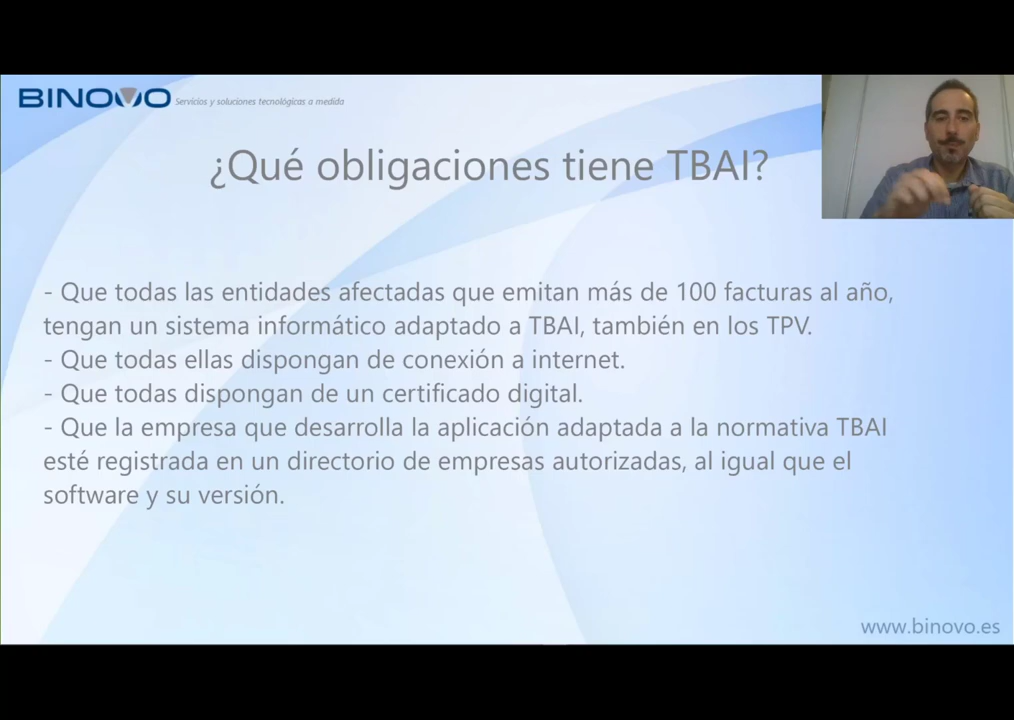 BINOVO Servicios y soluciones tecnológicas a medida
¿Qué obligaciones tiene TBAI?
- Que todas las entidades afectadas que emitan más de 100 facturas al año,
tengan un sistema informático adaptado a TBAI, también en los TPV.
- Que todas ellas dispongan de conexión a internet.
- Que todas dispongan de un certificado digital.
- Que la empresa que desarrolla la aplicación adaptada a la normativa TBAI
esté registrada en un directorio de empresas autorizadas, al igual que el
software y su versión.
www.binovo.es